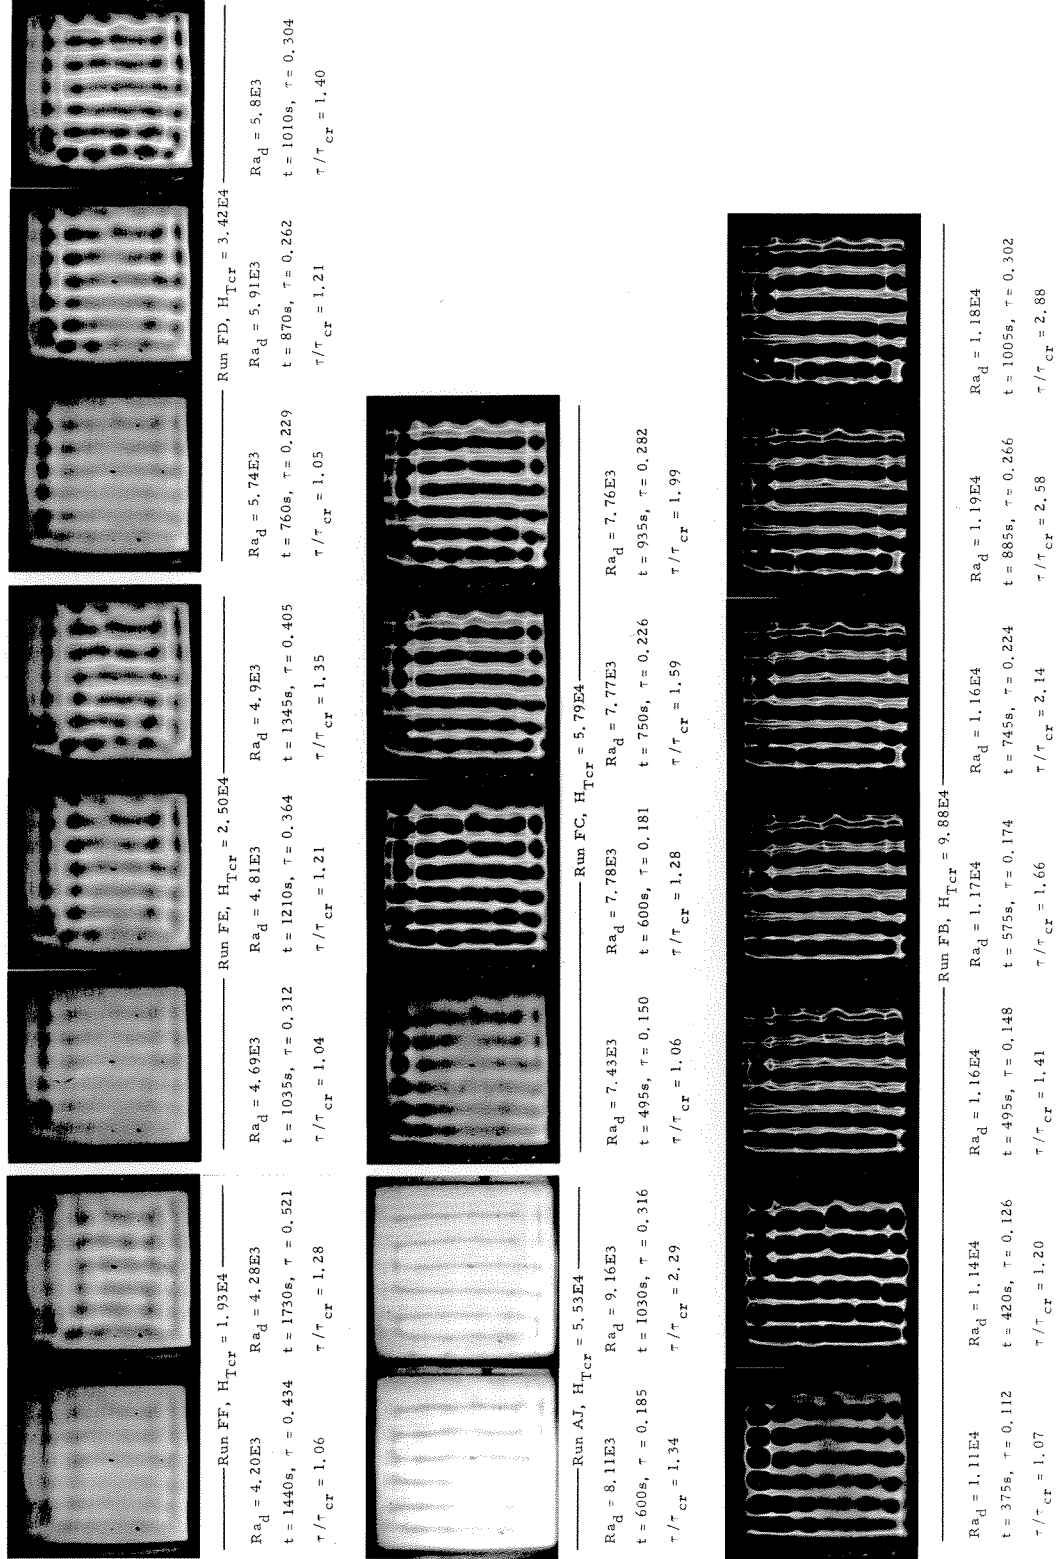 Run FF, H_Tcr = 1.93E4
Ra_d = 4.20E3
t = 1440s, τ = 0.434
τ/τ_cr = 1.06
Ra_d = 4.28E3
t = 1730s, τ = 0.521
τ/τ_cr = 1.28
Run FE, H_Tcr = 2.50E4
Ra_d = 4.69E3
t = 1035s, τ = 0.312
τ/τ_cr = 1.04
Ra_d = 4.81E3
t = 1210s, τ = 0.364
τ/τ_cr = 1.21
Ra_d = 4.9E3
t = 1345s, τ = 0.405
τ/τ_cr = 1.35
Run FD, H_Tcr = 3.42E4
Ra_d = 5.74E3
t = 760s, τ = 0.229
τ/τ_cr = 1.05
Ra_d = 5.91E3
t = 870s, τ = 0.262
τ/τ_cr = 1.21
Ra_d = 5.8E3
t = 1010s, τ = 0.304
τ/τ_cr = 1.40
Run AJ, H_Tcr = 5.53E4
Ra_d = 8.11E3
t = 600s, τ = 0.185
τ/τ_cr = 1.34
Ra_d = 9.16E3
t = 1030s, τ = 0.316
τ/τ_cr = 2.29
Run FC, H_Tcr = 5.79E4
Ra_d = 7.43E3
t = 495s, τ = 0.150
τ/τ_cr = 1.06
Ra_d = 7.78E3
t = 600s, τ = 0.181
τ/τ_cr = 1.28
Ra_d = 7.77E3
t = 750s, τ = 0.226
τ/τ_cr = 1.59
Ra_d = 7.76E3
t = 935s, τ = 0.282
τ/τ_cr = 1.99
Run FB, H_Tcr = 9.88E4
Ra_d = 1.11E4
t = 375s, τ = 0.112
τ/τ_cr = 1.07
Ra_d = 1.14E4
t = 420s, τ = 0.126
τ/τ_cr = 1.20
Ra_d = 1.16E4
t = 495s, τ = 0.148
τ/τ_cr = 1.41
Ra_d = 1.17E4
t = 575s, τ = 0.174
τ/τ_cr = 1.66
Ra_d = 1.16E4
t = 745s, τ = 0.224
τ/τ_cr = 2.14
Ra_d = 1.19E4
t = 885s, τ = 0.266
τ/τ_cr = 2.58
Ra_d = 1.18E4
t = 1005s, τ = 0.302
τ/τ_cr = 2.88